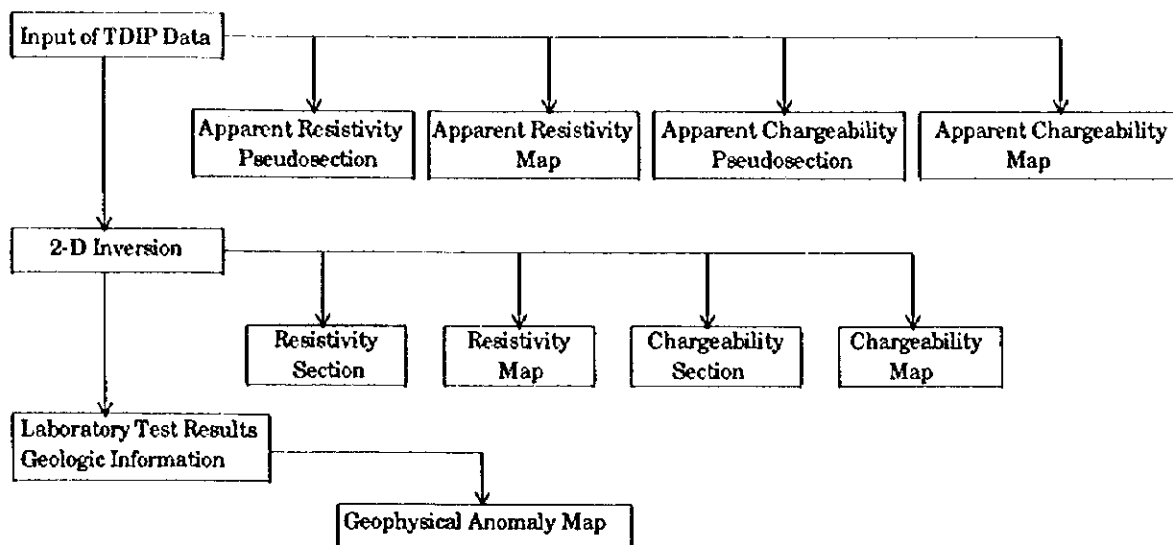 Input of TDIP Data
Apparent Resistivity
Pseudosection
Apparent Resistivity
Map
Apparent Chargeability
Pseudosection
Apparent Chargeability
Map
2-D Inversion
Resistivity
Section
Resistivity
Map
Chargeability
Section
Chargeability
Map
Laboratory Test Results
Geologic Information
Geophysical Anomaly Map